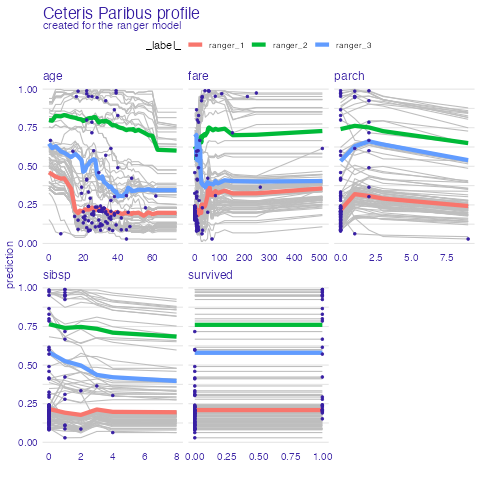 Ceteris Paribus profile
created for the ranger model
_label_ ranger_1 ranger_2 ranger_3
age fare parch
1.00
0.75
0.50
0.25
0.00
0 20 40 60 0 100 200 300 400 500 0.0 2.5 5.0 7.5
prediction
sibsp survived
1.00
0.75
0.50
0.25
0.00
0 2 4 6 8 0.00 0.25 0.50 0.75 1.00